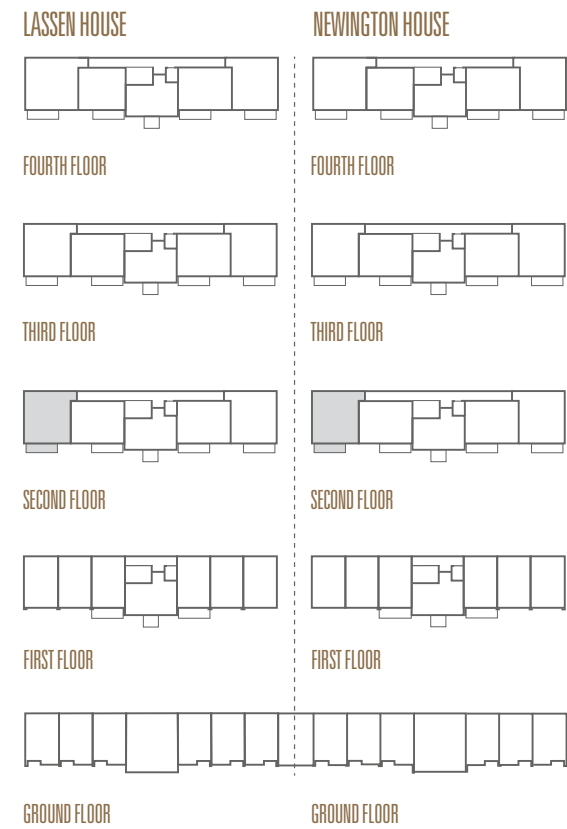 LASSEN HOUSE NEWINGTON HOUSE
FOURTH FLOOR FOURTH FLOOR
THIRD FLOOR THIRD FLOOR
SECOND FLOOR SECOND FLOOR
FIRST FLOOR FIRST FLOOR
GROUND FLOOR GROUND FLOOR